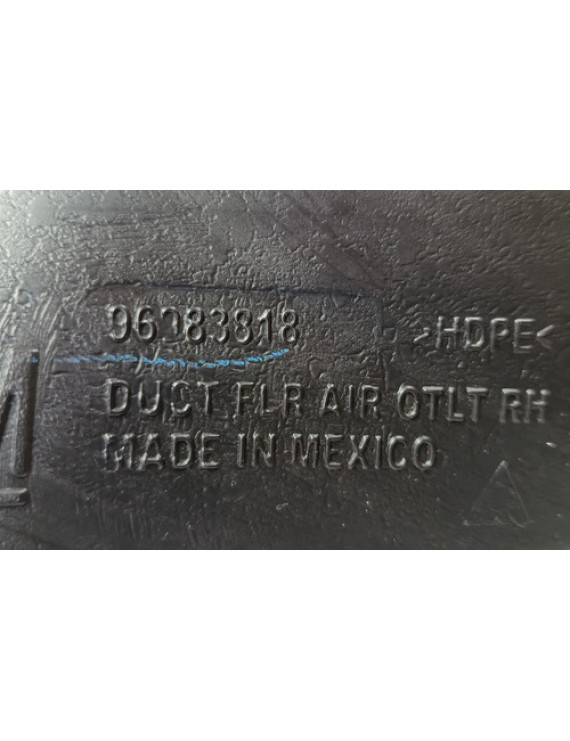 96083818 >HDPE<
DUCT FLR AIR OTLT RH
MADE IN MEXICO